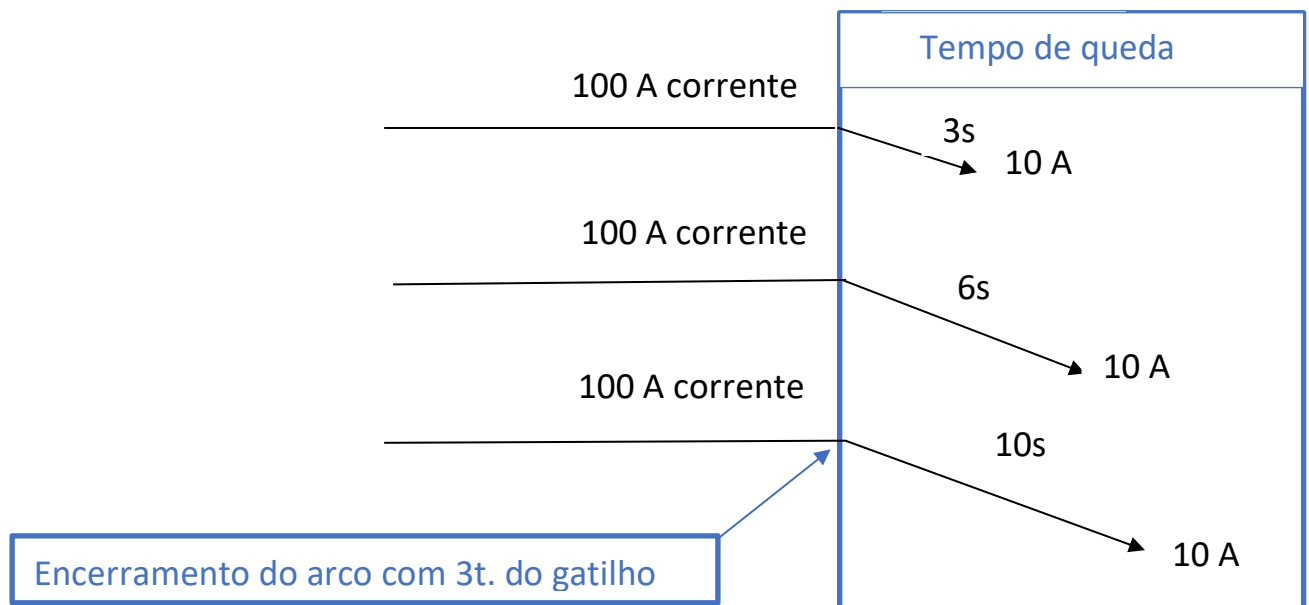 Tempo de queda
100 A corrente
3s
10 A
100 A corrente
6s
10 A
100 A corrente
10s
10 A
Encerramento do arco com 3t. do gatilho